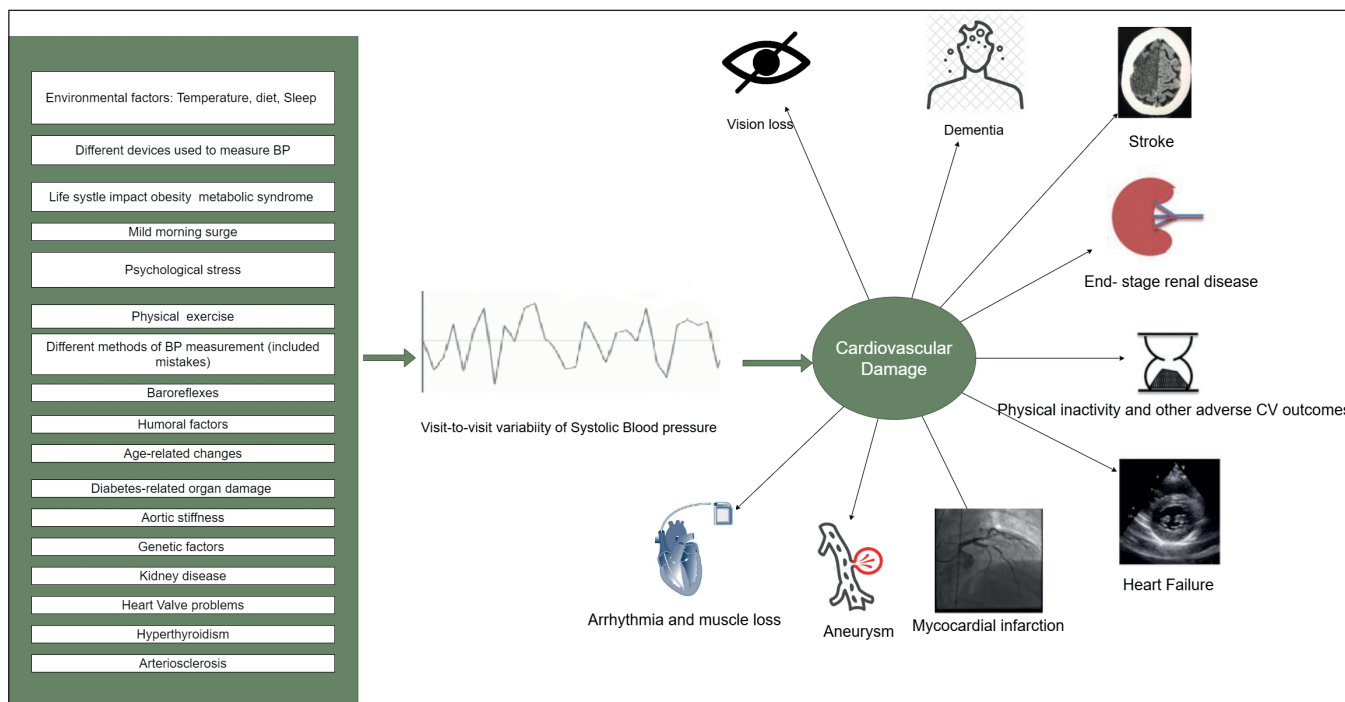 Environmental factors: Temperature, diet, Sleep
Different devices used to measure BP
Life systle impact obesity metabolic syndrome
Mild morning surge
Psychological stress
Physical exercise
Different methods of BP measurement (included
mistakes)
Baroreflexes
Humoral factors
Age-related changes
Diabetes-related organ damage
Aortic stiffness
Genetic factors
Kidney disease
Heart Valve problems
Hyperthyroidism
Arteriosclerosis
Visit-to-visit variabiity of Systolic Blood pressure
Cardiovascular
Damage
Vision loss
Dementia
Stroke
End- stage renal disease
Physical inactivity and other adverse CV outcomes
Heart Failure
Mycocardial infarction
Aneurysm
Arrhythmia and muscle loss